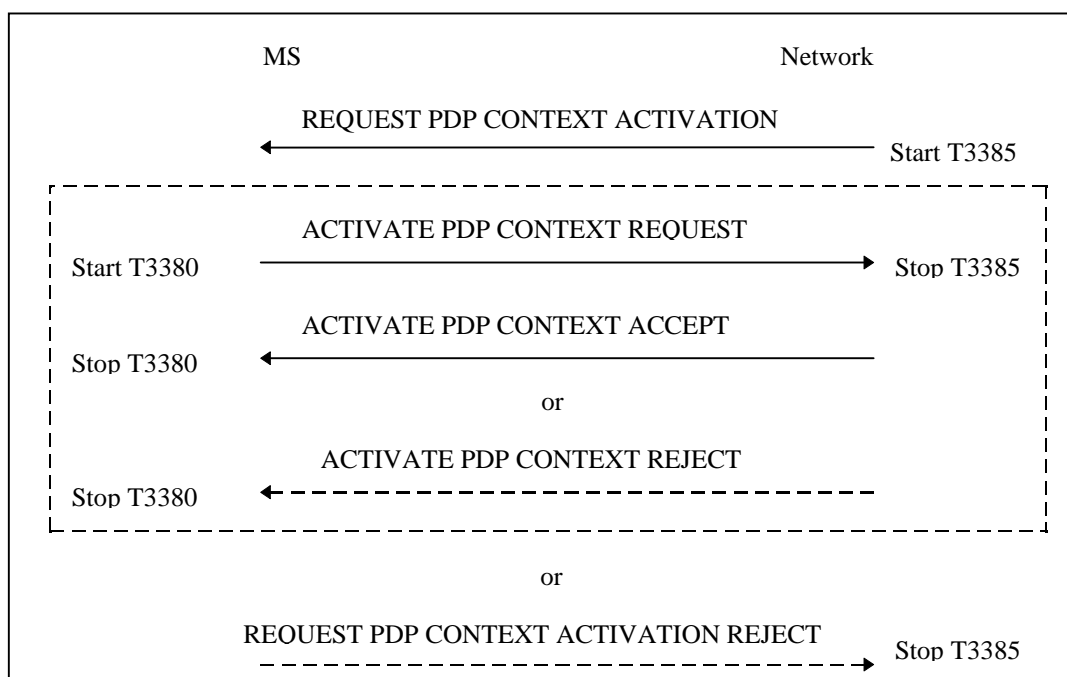 MS Network
REQUEST PDP CONTEXT ACTIVATION
Start T3385
ACTIVATE PDP CONTEXT REQUEST
Start T3380 Stop T3385
ACTIVATE PDP CONTEXT ACCEPT
Stop T3380
or
ACTIVATE PDP CONTEXT REJECT
Stop T3380
or
REQUEST PDP CONTEXT ACTIVATION REJECT
Stop T3385